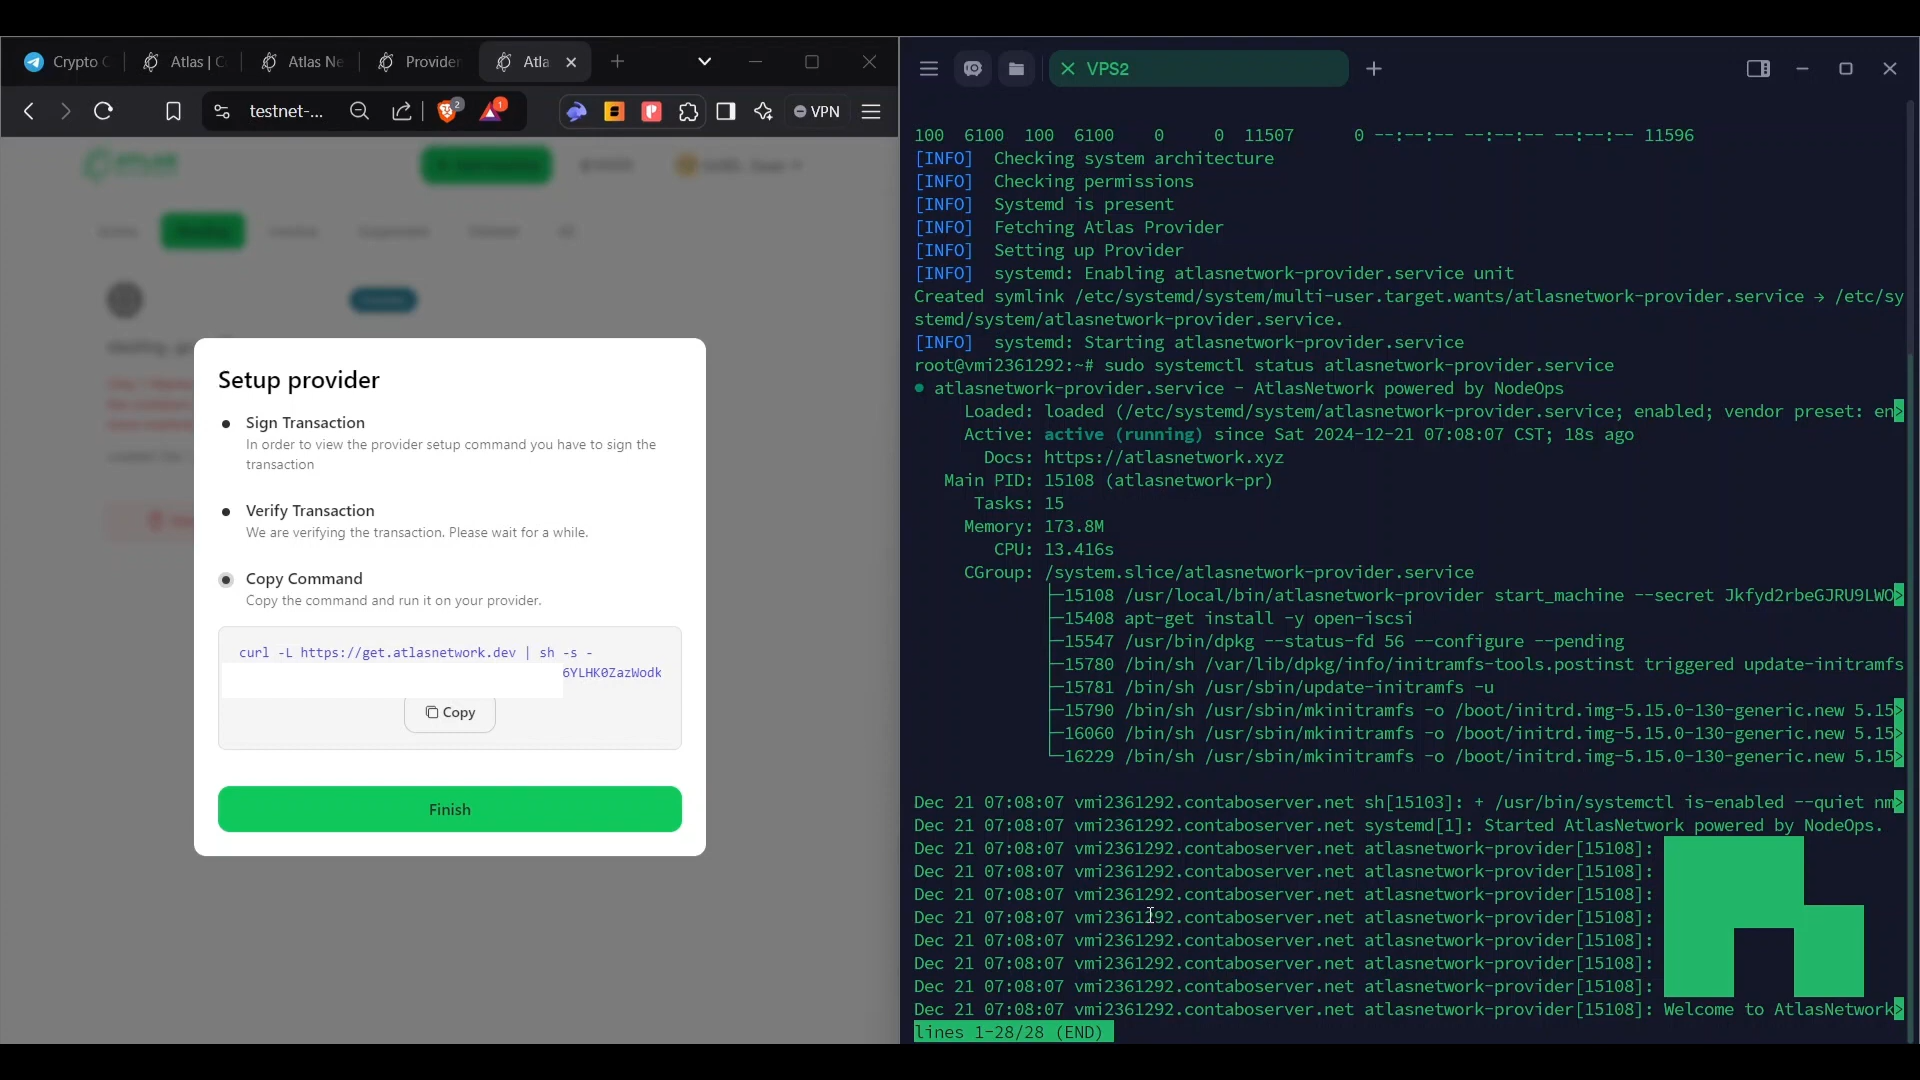 Crypto
Atlas | C
Atlas Ne
Provider
Atla
testnet-...
2
1
VPN
Setup provider
Sign Transaction
In order to view the provider setup command you have to sign the
transaction
Verify Transaction
We are verifying the transaction. Please wait for a while.
Copy Command
Copy the command and run it on your provider.
curl -L https://get.atlasnetwork.dev | sh -s -
6YLHK0ZazWodk
Copy
Finish
VPS2
100  6100  100  6100    0     0  11507      0 --:--:-- --:--:-- --:--:-- 11596
[INFO]  Checking system architecture
[INFO]  Checking permissions
[INFO]  Systemd is present
[INFO]  Fetching Atlas Provider
[INFO]  Setting up Provider
[INFO]  systemd: Enabling atlasnetwork-provider.service unit
Created symlink /etc/systemd/system/multi-user.target.wants/atlasnetwork-provider.service → /etc/sy
stemd/system/atlasnetwork-provider.service.
[INFO]  systemd: Starting atlasnetwork-provider.service
root@vmi2361292:~# sudo systemctl status atlasnetwork-provider.service
● atlasnetwork-provider.service - AtlasNetwork powered by NodeOps
Loaded: loaded (/etc/systemd/system/atlasnetwork-provider.service; enabled; vendor preset: en>
Active: active (running) since Sat 2024-12-21 07:08:07 CST; 18s ago
Docs: https://atlasnetwork.xyz
Main PID: 15108 (atlasnetwork-pr)
Tasks: 15
Memory: 173.8M
CPU: 13.416s
CGroup: /system.slice/atlasnetwork-provider.service
├─15108 /usr/local/bin/atlasnetwork-provider start_machine --secret Jkfyd2rbeGJRU9LWO>
├─15408 apt-get install -y open-iscsi
├─15547 /usr/bin/dpkg --status-fd 56 --configure --pending
├─15780 /bin/sh /var/lib/dpkg/info/initramfs-tools.postinst triggered update-initramfs
├─15781 /bin/sh /usr/sbin/update-initramfs -u
├─15790 /bin/sh /usr/sbin/mkinitramfs -o /boot/initrd.img-5.15.0-130-generic.new 5.15>
├─16060 /bin/sh /usr/sbin/mkinitramfs -o /boot/initrd.img-5.15.0-130-generic.new 5.15>
└─16229 /bin/sh /usr/sbin/mkinitramfs -o /boot/initrd.img-5.15.0-130-generic.new 5.15>
Dec 21 07:08:07 vmi2361292.contaboserver.net sh[15103]: + /usr/bin/systemctl is-enabled --quiet nm>
Dec 21 07:08:07 vmi2361292.contaboserver.net systemd[1]: Started AtlasNetwork powered by NodeOps.
Dec 21 07:08:07 vmi2361292.contaboserver.net atlasnetwork-provider[15108]:
Dec 21 07:08:07 vmi2361292.contaboserver.net atlasnetwork-provider[15108]:
Dec 21 07:08:07 vmi2361292.contaboserver.net atlasnetwork-provider[15108]:
Dec 21 07:08:07 vmi2361292.contaboserver.net atlasnetwork-provider[15108]:
Dec 21 07:08:07 vmi2361292.contaboserver.net atlasnetwork-provider[15108]:
Dec 21 07:08:07 vmi2361292.contaboserver.net atlasnetwork-provider[15108]:
Dec 21 07:08:07 vmi2361292.contaboserver.net atlasnetwork-provider[15108]:
Dec 21 07:08:07 vmi2361292.contaboserver.net atlasnetwork-provider[15108]: Welcome to AtlasNetwork>
lines 1-28/28 (END)